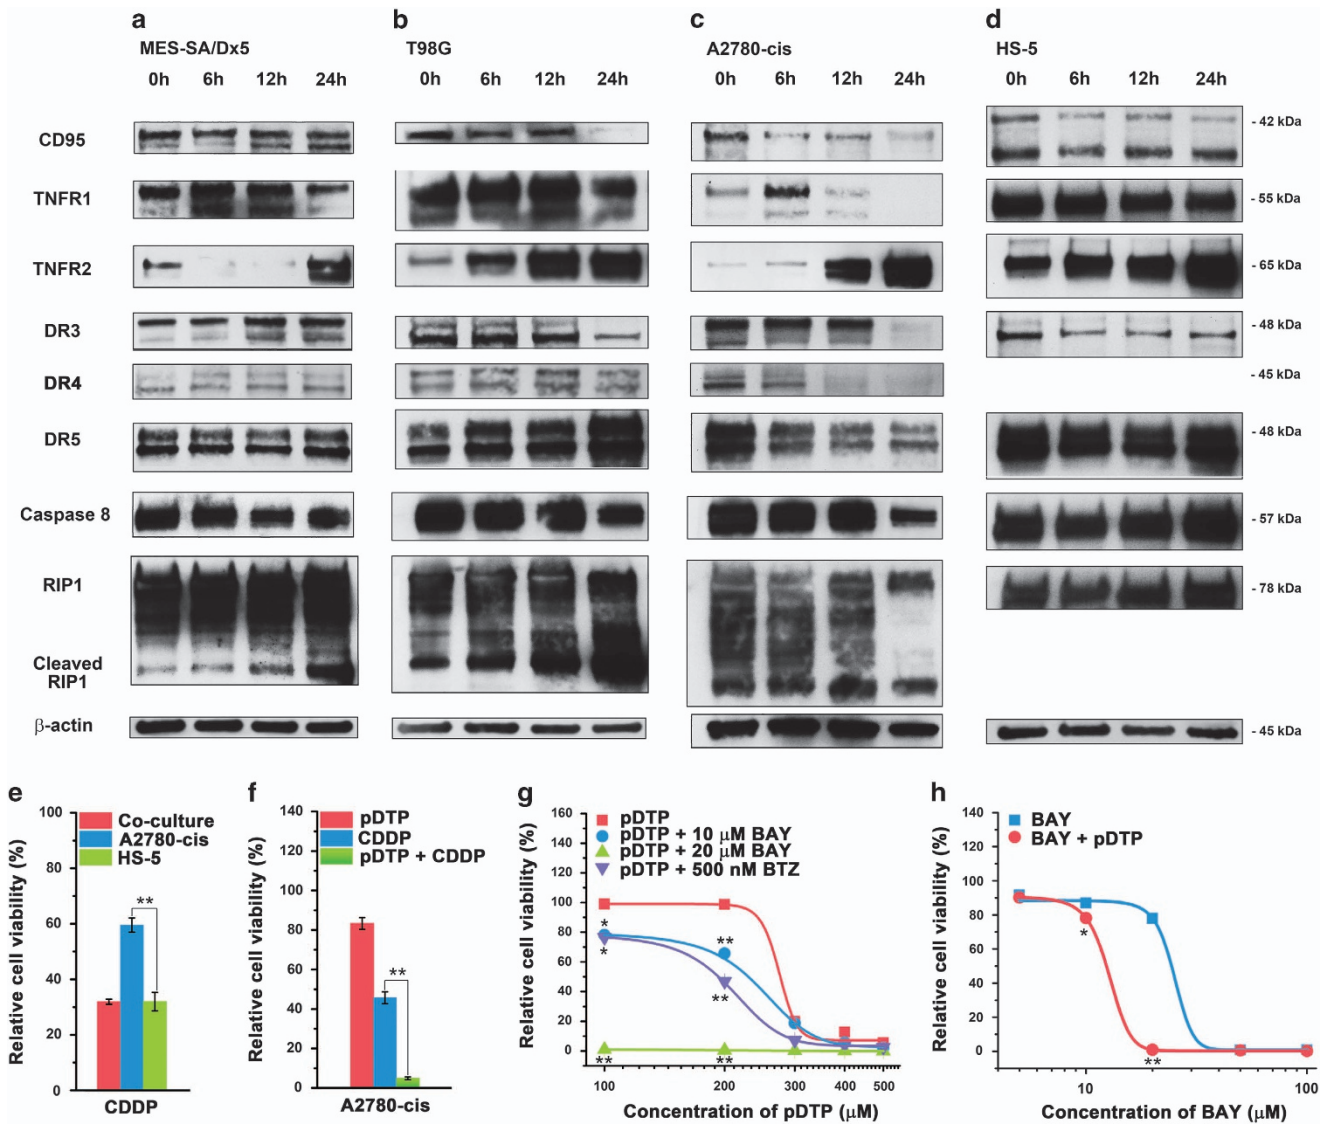 a b c d
MES-SA/Dx5 T98G A2780-cis HS-5
0h 6h 12h 24h 0h 6h 12h 24h 0h 6h 12h 24h 0h 6h 12h 24h
CD95 - 42 kDa
TNFR1 - 55 kDa
TNFR2 - 65 kDa
DR3 - 48 kDa
DR4 - 45 kDa
DR5 - 48 kDa
Caspase 8 - 57 kDa
RIP1 - 78 kDa
Cleaved
RIP1
β-actin - 45 kDa
e
Relative cell viability (%)
100
80
60
40
20
0
Co-culture
A2780-cis
HS-5
**
CDDP
f
Relative cell viability (%)
140
120
100
80
60
40
20
0
pDTP
CDDP
pDTP + CDDP
**
A2780-cis
g
Relative cell viability (%)
160
140
120
100
80
60
40
20
0
pDTP
pDTP + 10 μM BAY
pDTP + 20 μM BAY
pDTP + 500 nM BTZ
*
*
**
**
**
**
100 200 300 400 500
Concentration of pDTP (μM)
h
Relative cell viability (%)
140
120
100
80
60
40
20
0
BAY
BAY + pDTP
*
**
10 100
Concentration of BAY (μM)